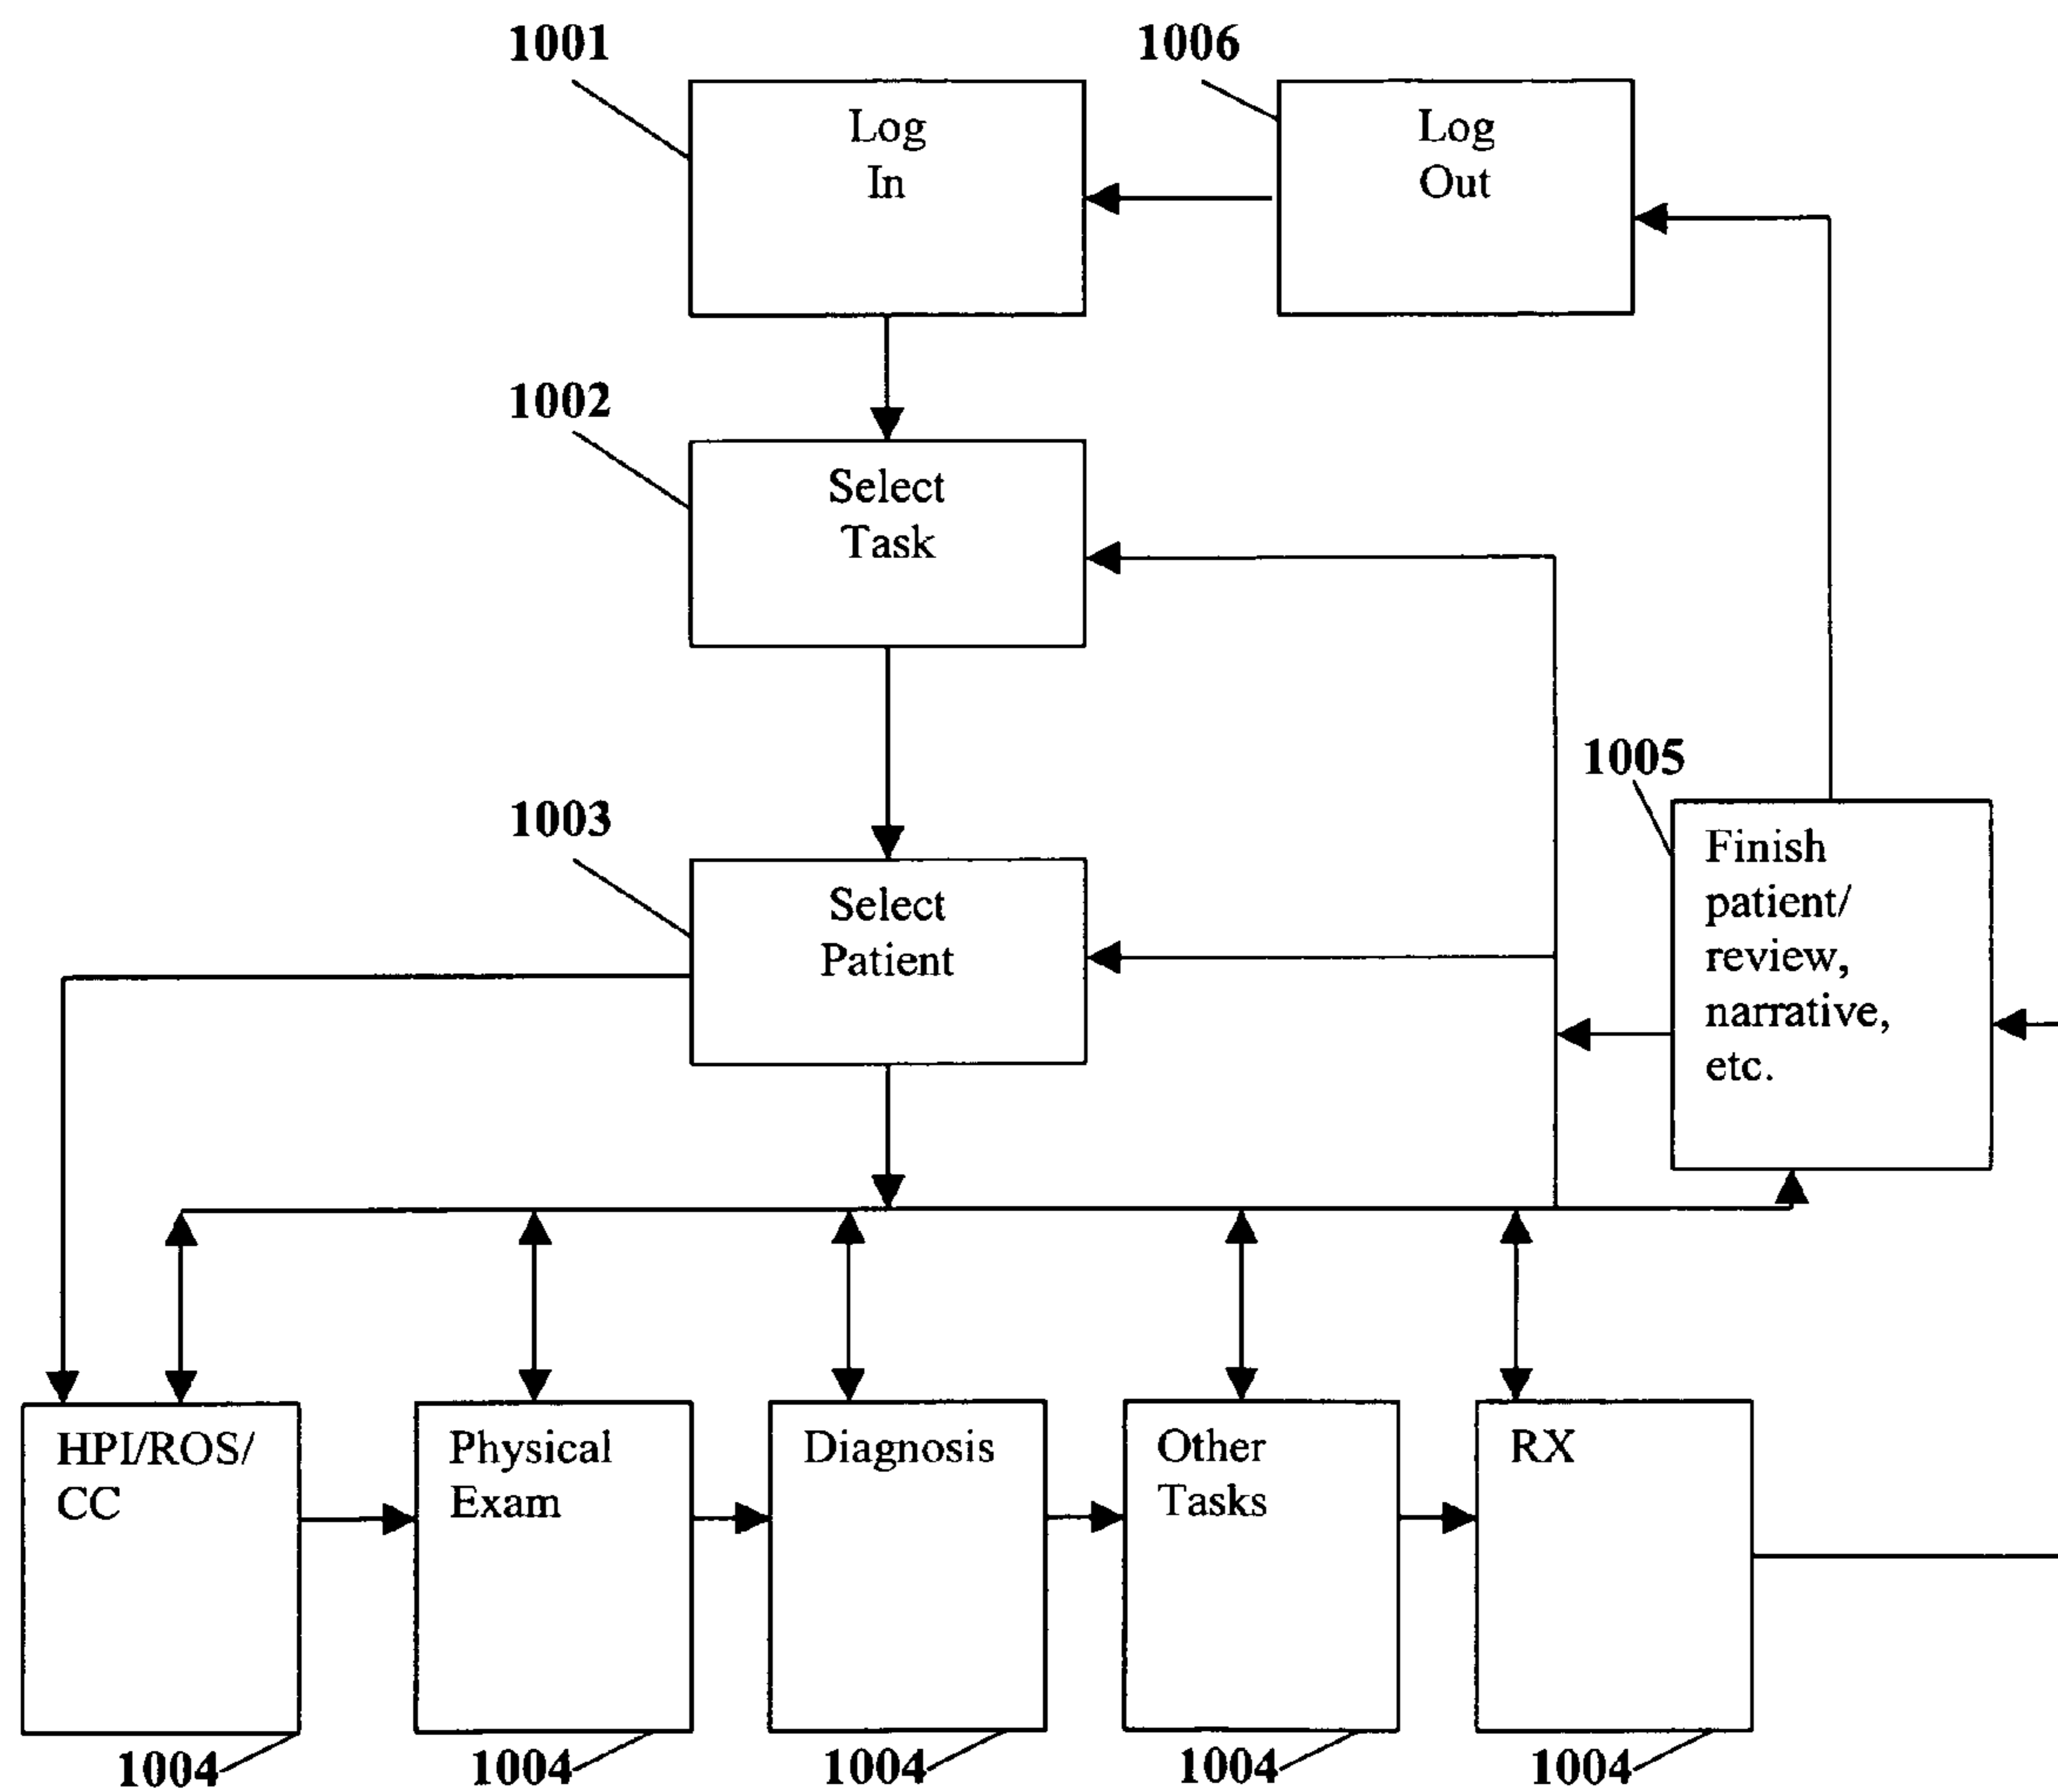 1001
1006
Log
In
Log
Out
1002
Select
Task
1005
1003
Select
Patient
Finish
patient/
review,
narrative,
etc.
HPI/ROS/
CC
Physical
Exam
Diagnosis
Other
Tasks
RX
1004
1004
1004
1004
1004